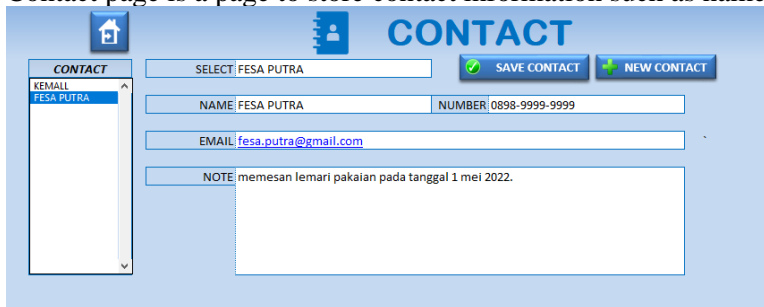 Contact page is a page to store contact information such as name
CONTACT
CONTACT
SELECT FESA PUTRA
SAVE CONTACT
NEW CONTACT
KEMALL
FESA PUTRA
NAME FESA PUTRA
NUMBER 0898-9999-9999
EMAIL fesa.putra@gmail.com
NOTE memesan lemari pakaian pada tanggal 1 mei 2022.